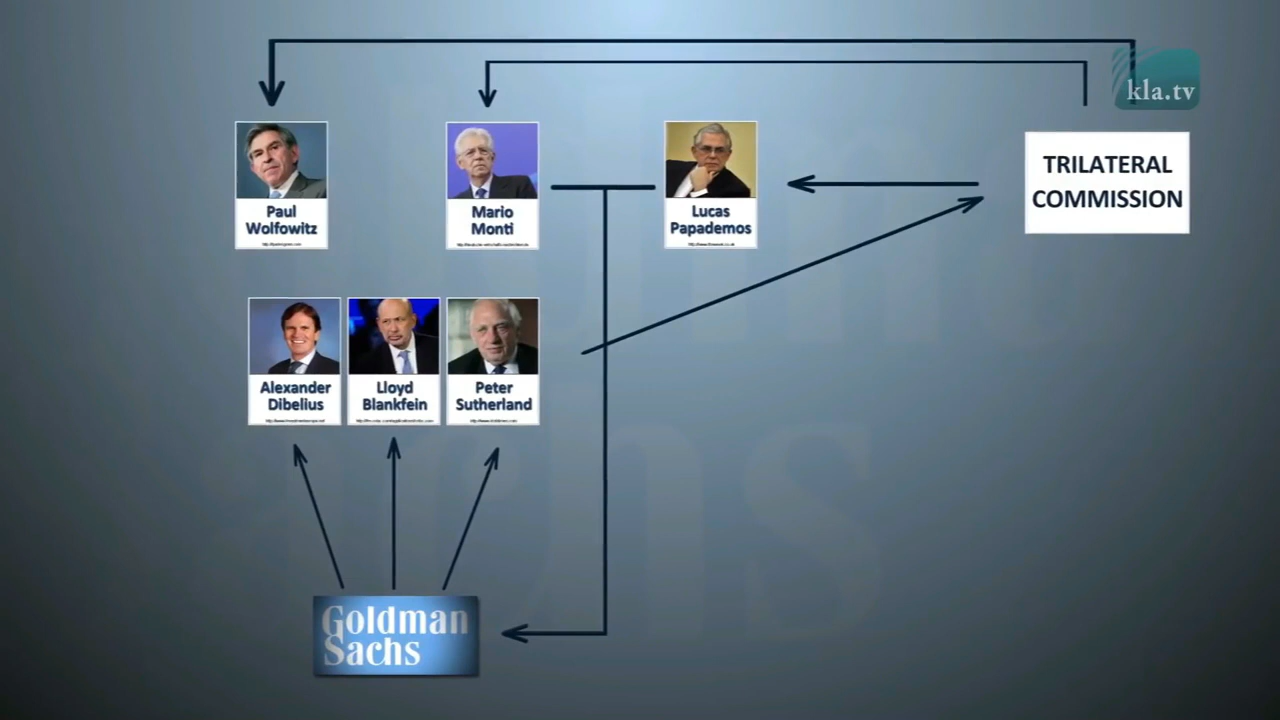 kla.tv
TRILATERAL
COMMISSION
Paul
Wolfowitz
Mario
Monti
Lucas
Papademos
Alexander
Dibelius
Lloyd
Blankfein
Peter
Sutherland
Goldman
Sachs